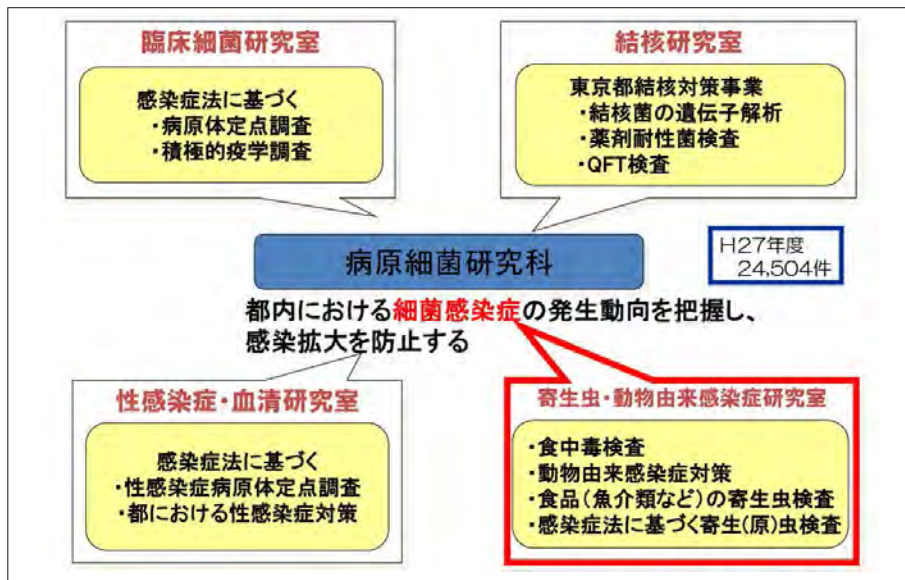 臨床細菌研究室
感染症法に基づく
・病原体定点調査
・積極的疫学調査
結核研究室
東京都結核対策事業
・結核菌の遺伝子解析
・薬剤耐性菌検査
・QFT検査
病原細菌研究科
H27年度
24,504件
都内における細菌感染症の発生動向を把握し、
感染拡大を防止する
性感染症・血清研究室
感染症法に基づく
・性感染症病原体定点調査
・都における性感染症対策
寄生虫・動物由来感染症研究室
・食中毒検査
・動物由来感染症対策
・食品(魚介類など)の寄生虫検査
・感染症法に基づく寄生(原)虫検査